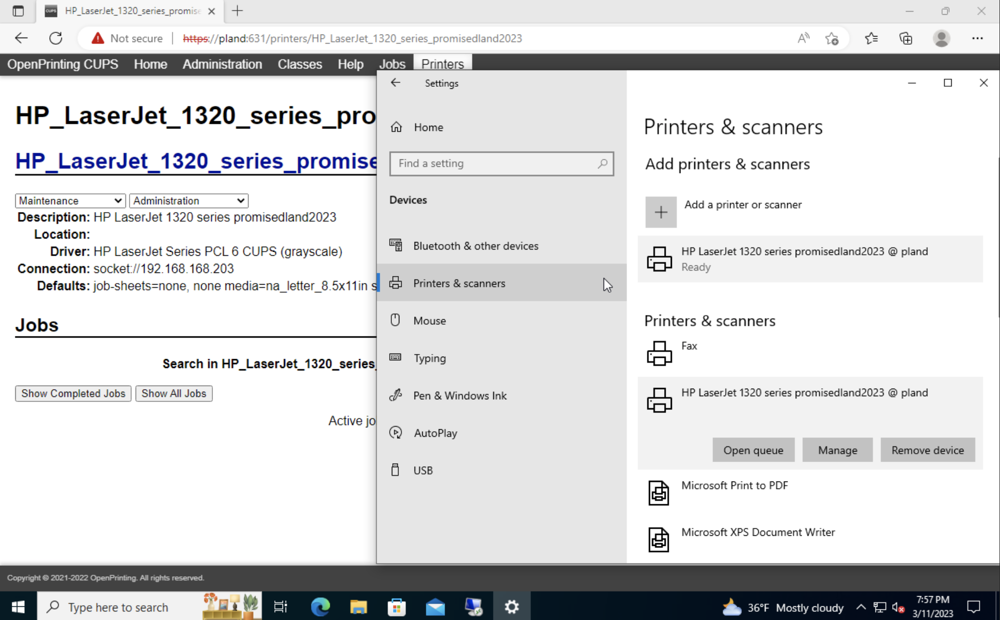 HP_LaserJet_1320_series_promise
Not secure
https://pland:631/printers/HP_LaserJet_1320_series_promisedland2023
OpenPrinting CUPS Home Administration Classes Help Jobs Printers
HP_LaserJet_1320_series_pro
HP_LaserJet_1320_series_promise
Maintenance Administration
Description: HP LaserJet 1320 series promisedland2023
Location:
Driver: HP LaserJet Series PCL 6 CUPS (grayscale)
Connection: socket://192.168.168.203
Defaults: job-sheets=none, none media=na_letter_8.5x11in s
Jobs
Search in HP_LaserJet_1320_series_
Show Completed Jobs Show All Jobs
Active jo
Copyright © 2021-2022 OpenPrinting. All rights reserved.
Settings
Home
Find a setting
Devices
Bluetooth & other devices
Printers & scanners
Mouse
Typing
Pen & Windows Ink
AutoPlay
USB
Printers & scanners
Add printers & scanners
Add a printer or scanner
HP LaserJet 1320 series promisedland2023 @ pland
Ready
Printers & scanners
Fax
HP LaserJet 1320 series promisedland2023 @ pland
Open queue Manage Remove device
Microsoft Print to PDF
Microsoft XPS Document Writer
Type here to search
36°F Mostly cloudy
7:57 PM
3/11/2023